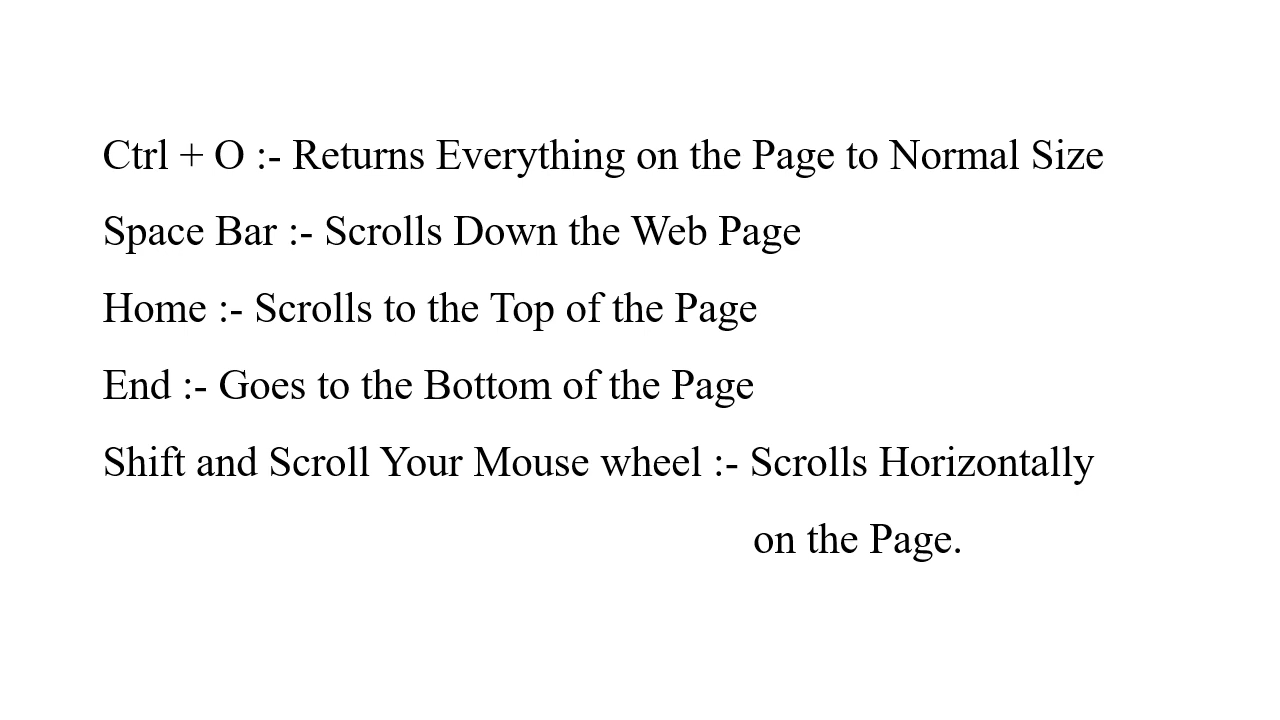 Ctrl + O :- Returns Everything on the Page to Normal Size
Space Bar :- Scrolls Down the Web Page
Home :- Scrolls to the Top of the Page
End :- Goes to the Bottom of the Page
Shift and Scroll Your Mouse wheel :- Scrolls Horizontally
on the Page.